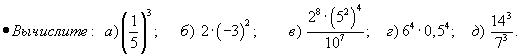 • Вычислите: а) (1/5)³; б) 2·(−3)²; в) (2⁸·(5²)⁴)/10⁷; г) 6⁴·0,5⁴; д) 14³/7³.